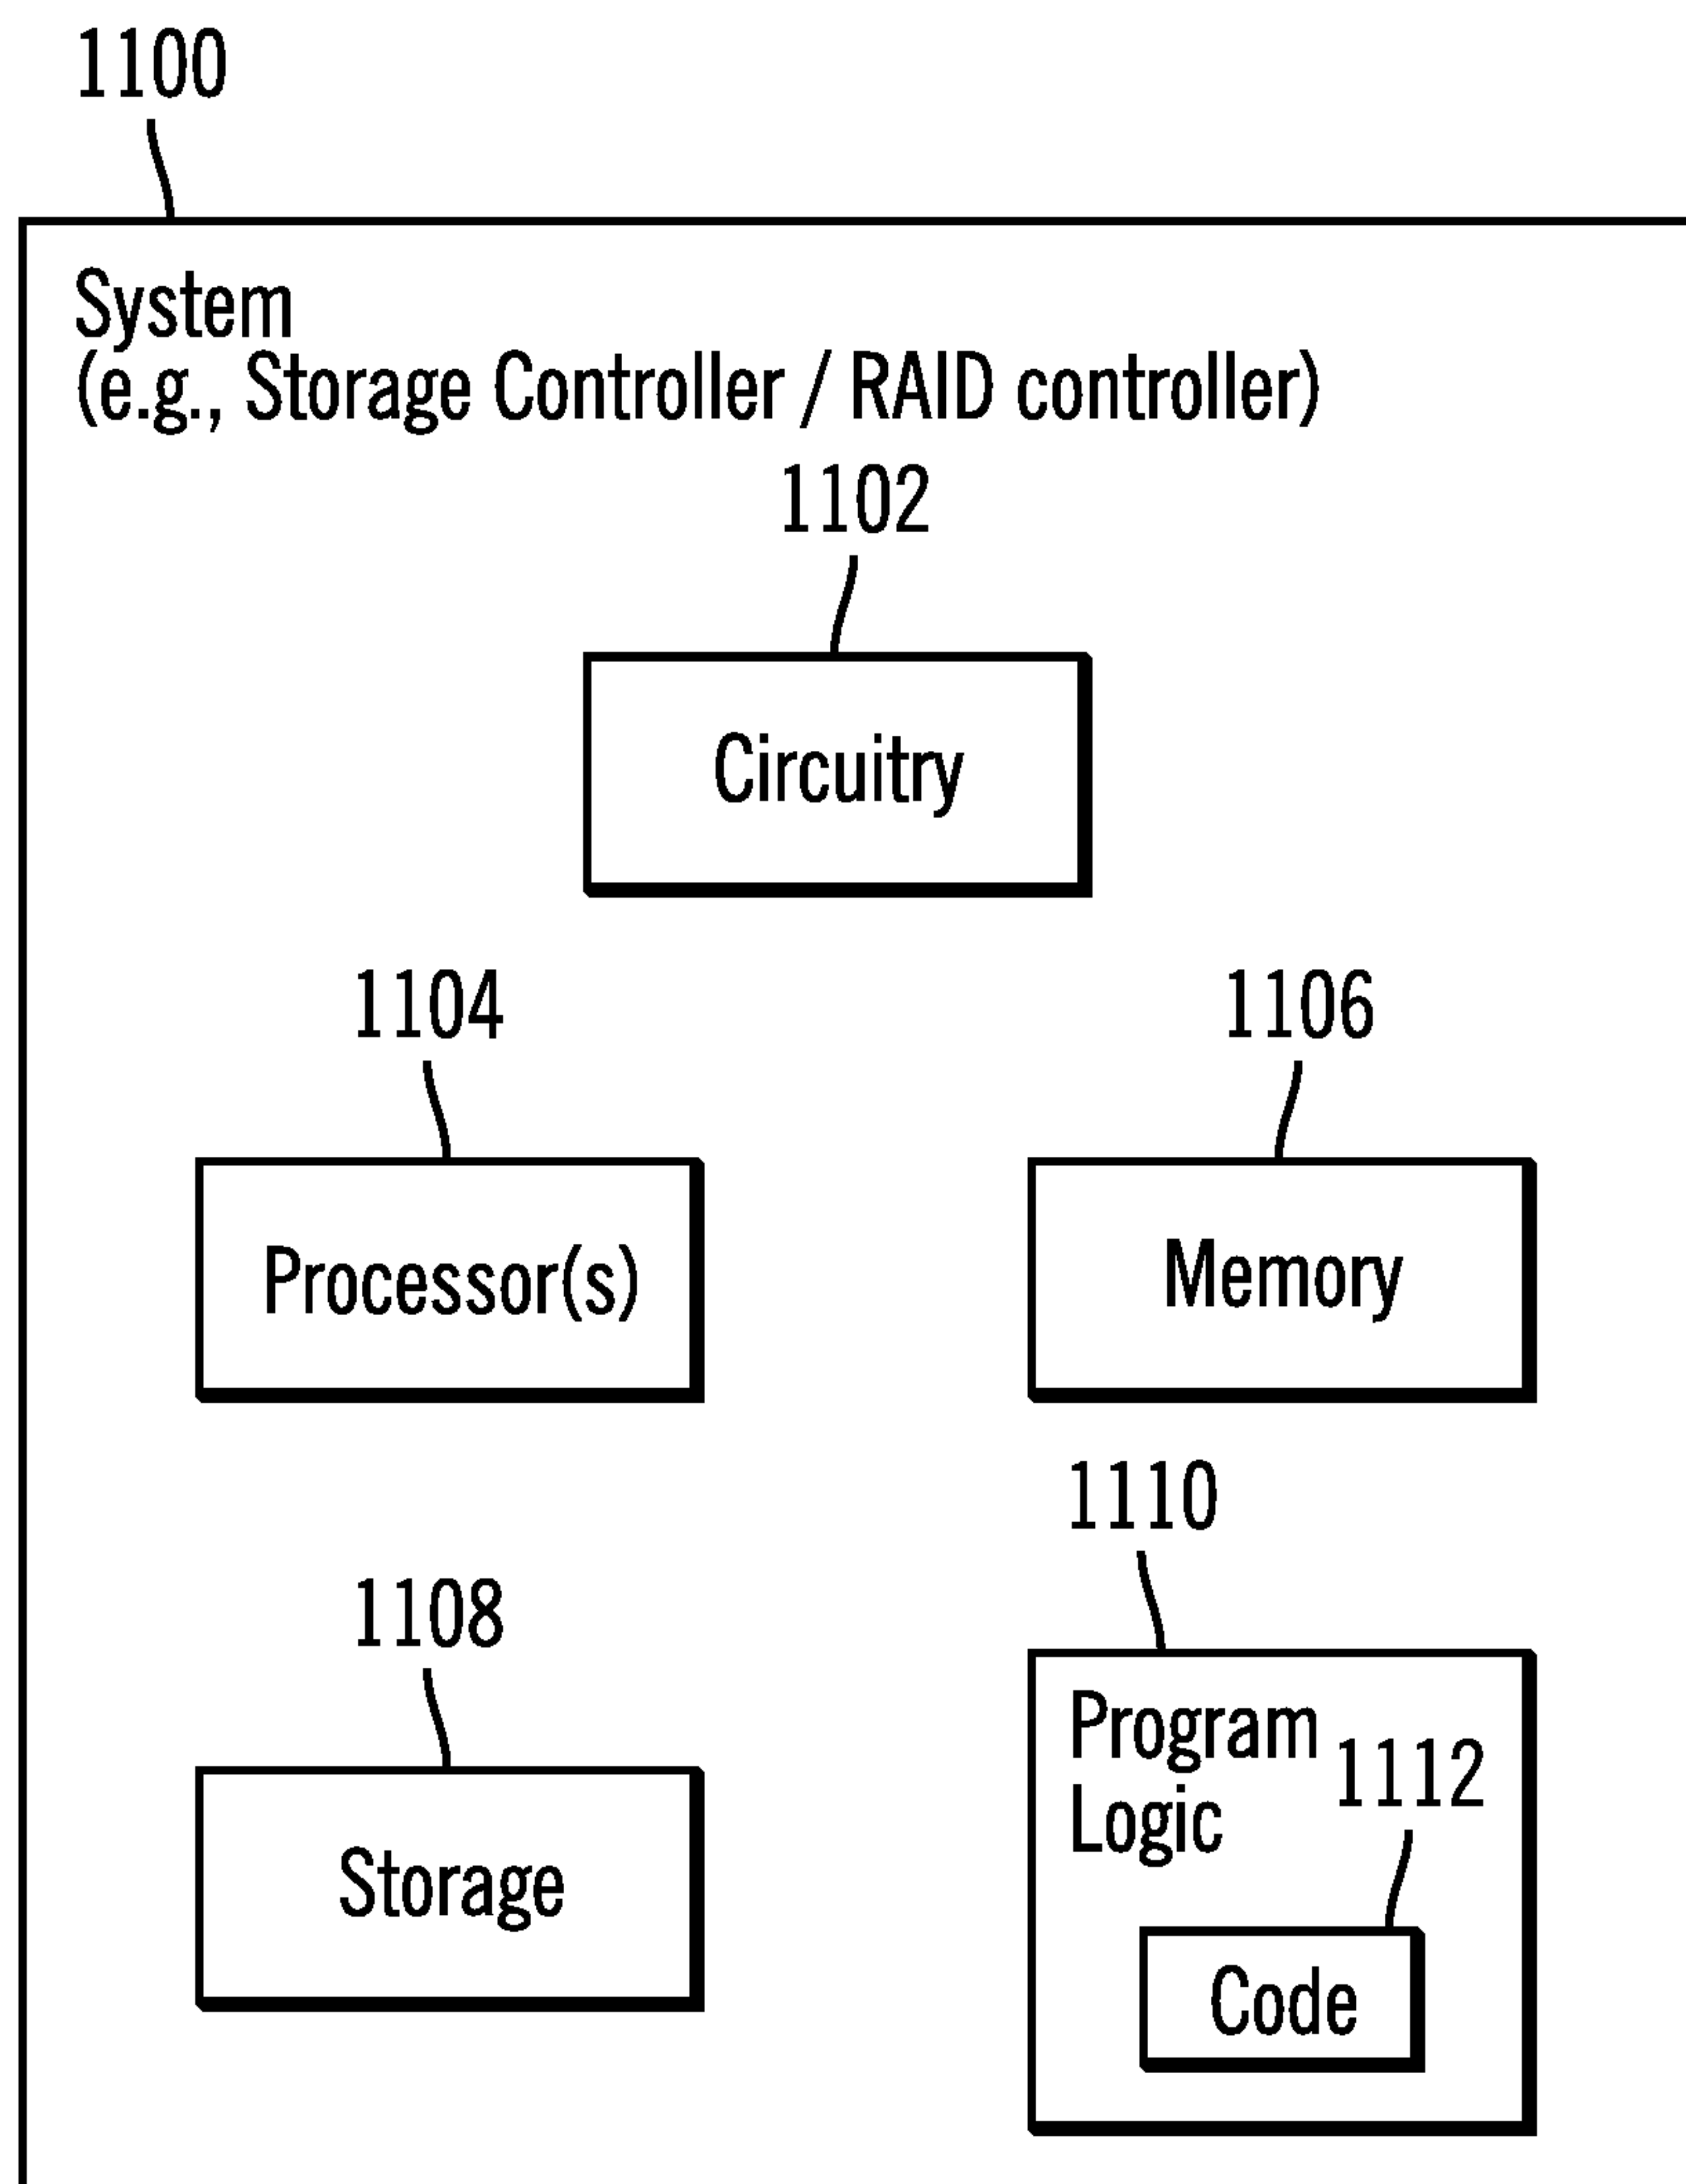 1100
System
(e.g., Storage Controller / RAID controller)
1102
Circuitry
1104
1106
Processor(s)
Memory
1110
1108
Program
Logic
1112
Storage
Code